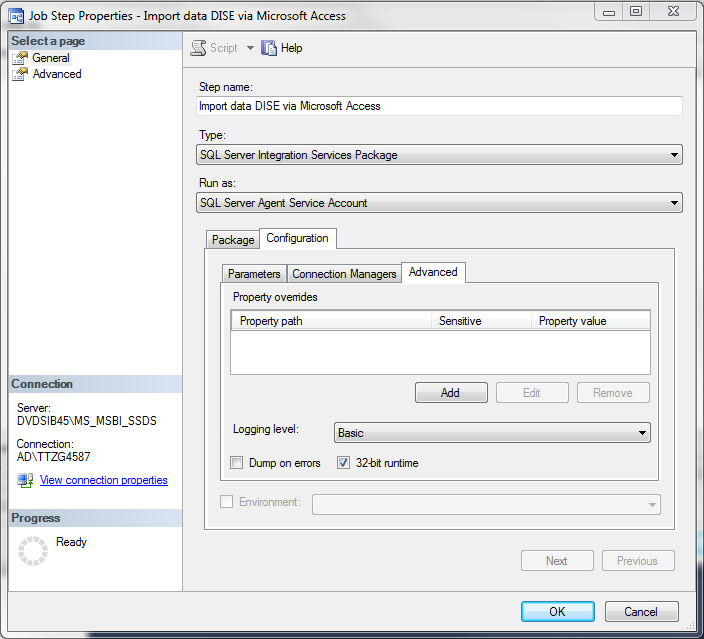 Job Step Properties - Import data DISE via Microsoft Access
Select a page
General
Advanced
Script
Help
Step name:
Import data DISE via Microsoft Access
Type:
SQL Server Integration Services Package
Run as:
SQL Server Agent Service Account
Package
Configuration
Parameters
Connection Managers
Advanced
Property overrides
Property path
Sensitive
Property value
Add
Edit
Remove
Logging level:
Basic
Dump on errors
32-bit runtime
Environment:
Connection
Server:
DVDSIB45\MS_MSBI_SSDS
Connection:
AD\TTZG4587
View connection properties
Progress
Ready
Next
Previous
OK
Cancel